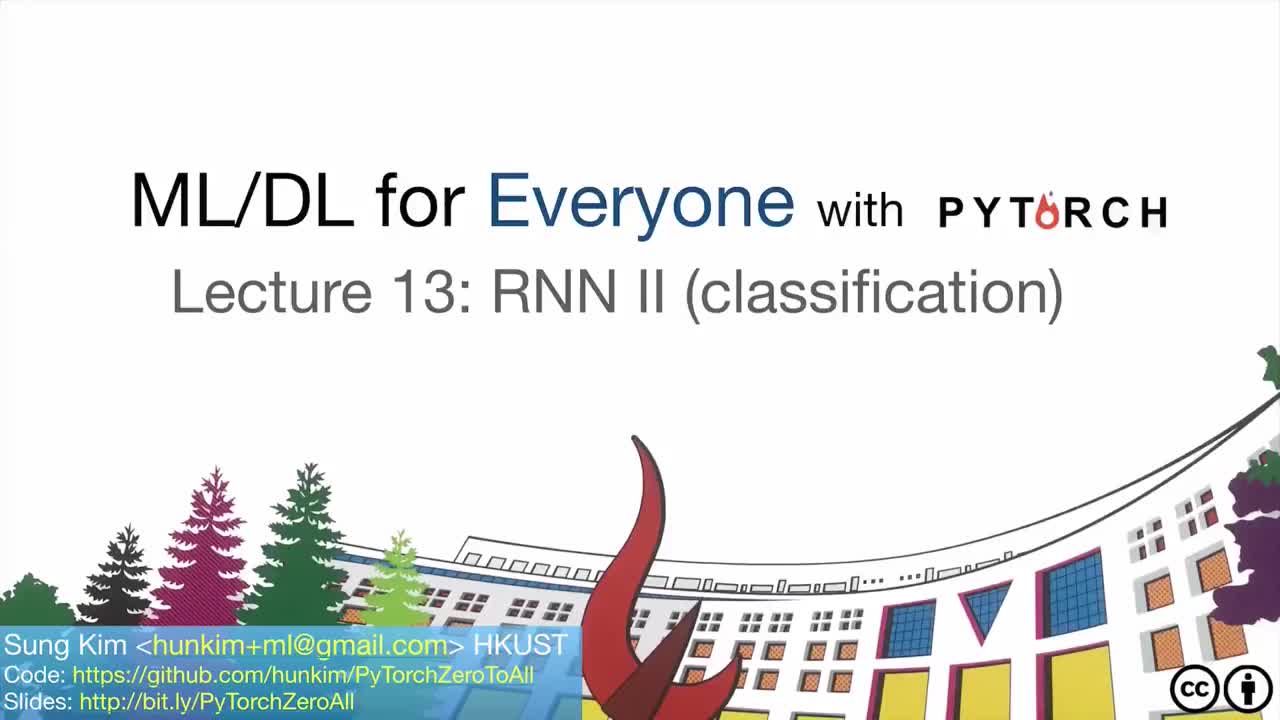 ML/DL for Everyone with PYTORCH
Lecture 13: RNN II (classification)
Sung Kim <hunkim+ml@gmail.com> HKUST
Code: https://github.com/hunkim/PyTorchZeroToAll
Slides: http://bit.ly/PyTorchZeroAll
cc